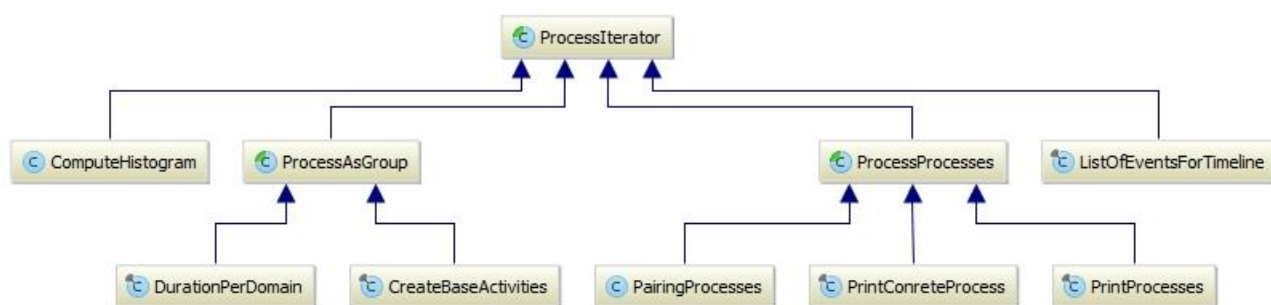 ProcessIterator
ComputeHistogram
ProcessAsGroup
ProcessProcesses
ListOfEventsForTimeline
DurationPerDomain
CreateBaseActivities
PairingProcesses
PrintConreteProcess
PrintProcesses